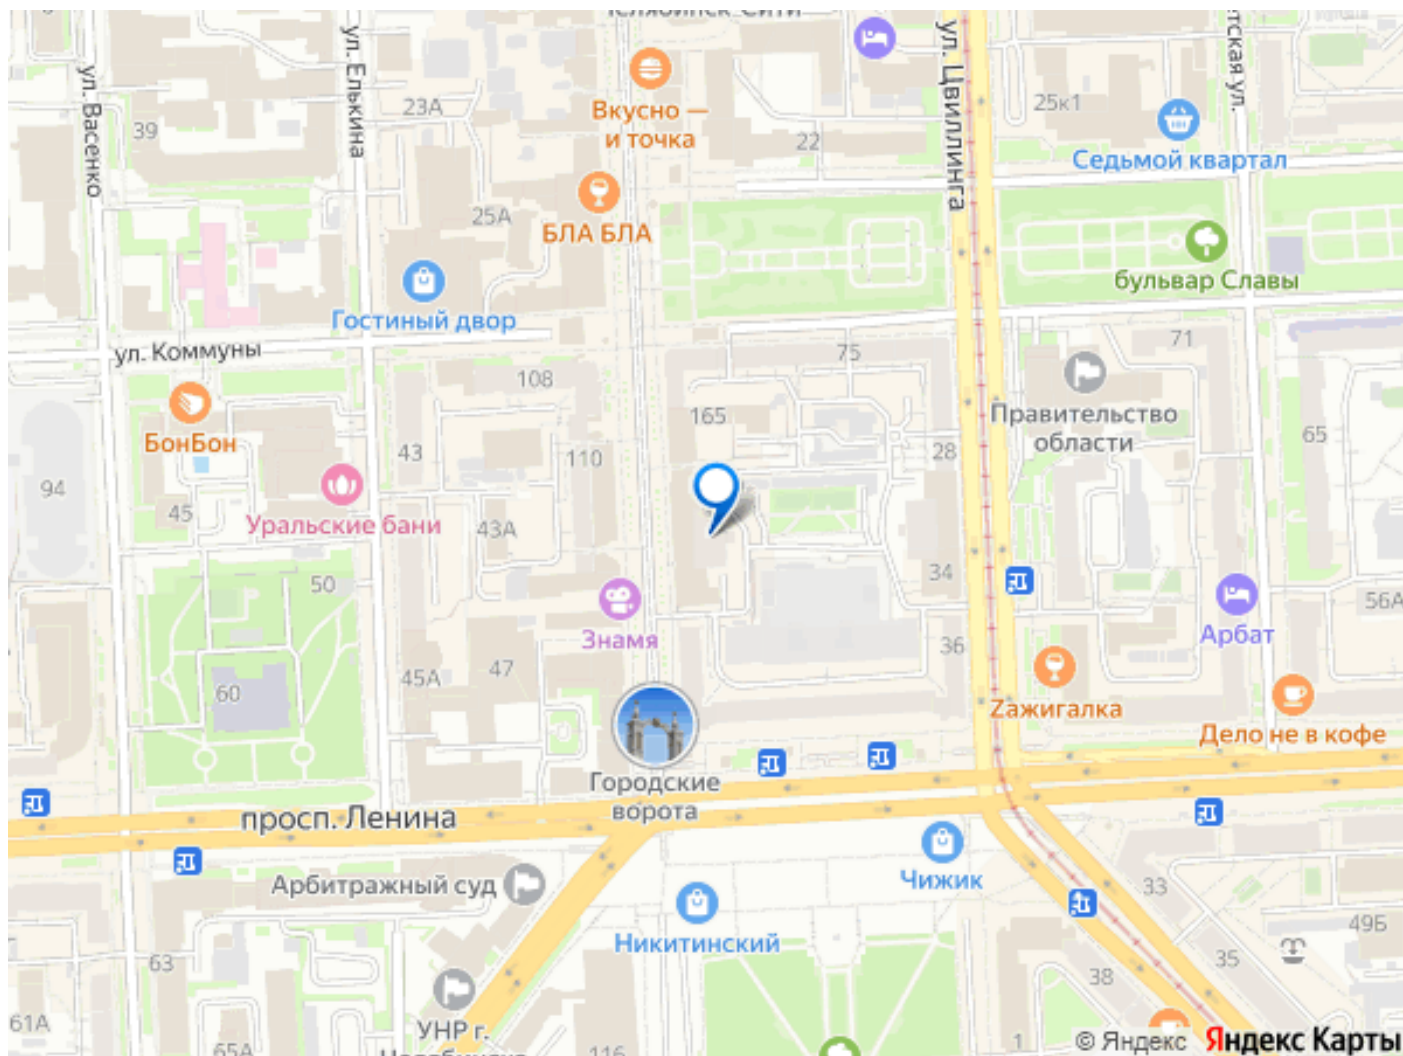 ул. Васенко
ул. Елькина
Вкусно —
и точка
ул. Цвиллинга
23А
39
22
25к1
Седьмой квартал
25А
БЛА БЛА
бульвар Славы
Гостиный двор
ул. Коммуны
75
71
108
165
Правительство
области
БонБон
43
110
28
65
94
45
Уральские бани
43А
50
34
Знамя
56А
Арбат
36
45А
47
60
Zажигалка
Дело не в кофе
Городские
ворота
просп. Ленина
Арбитражный суд
Чижик
33
Никитинский
49Б
63
35
38
61А
УНР г.
65А
116
1
© Яндекс
Яндекс Карты